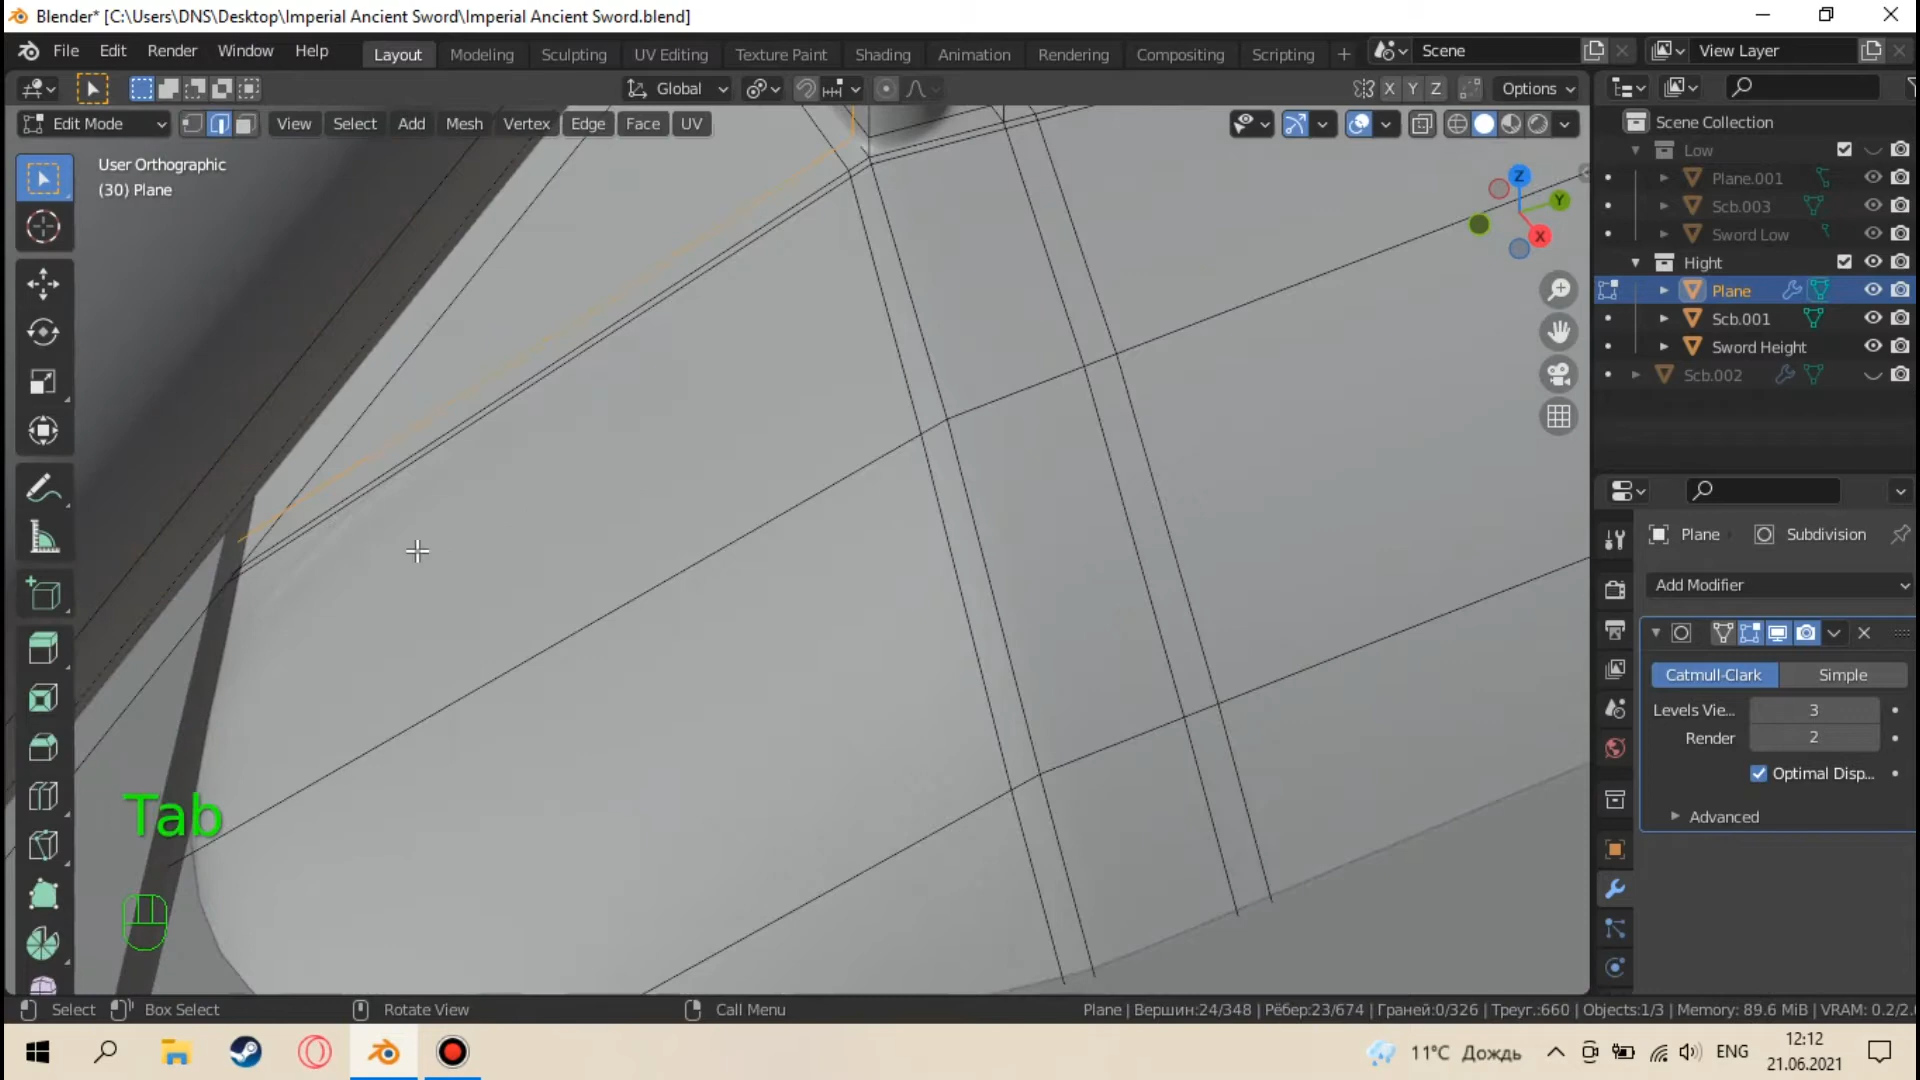 Blender* [C:\Users\DNS\Desktop\Imperial Ancient Sword\Imperial Ancient Sword.blend]
File Edit Render Window Help Layout Modeling Sculpting UV Editing Texture Paint Shading Animation Rendering Compositing Scripting + Scene View Layer
Global X Y Z Options
Edit Mode View Select Add Mesh Vertex Edge Face UV
User Orthographic
(30) Plane
Z
Y
X
Scene Collection
Low
Plane.001
Scb.003
Sword Low
Hight
Plane
Scb.001
Sword Height
Scb.002
Plane Subdivision
Add Modifier
Catmull-Clark Simple
Levels Vie... 3
Render 2
Optimal Disp...
Advanced
Tab
Select Box Select Rotate View Call Menu Plane | Вершин:24/348 | Рёбер:23/674 | Граней:0/326 | Треуг.:660 | Objects:1/3 | Memory: 89.6 MiB | VRAM: 0.2/2.
11°C Дождь ENG 12:12
21.06.2021